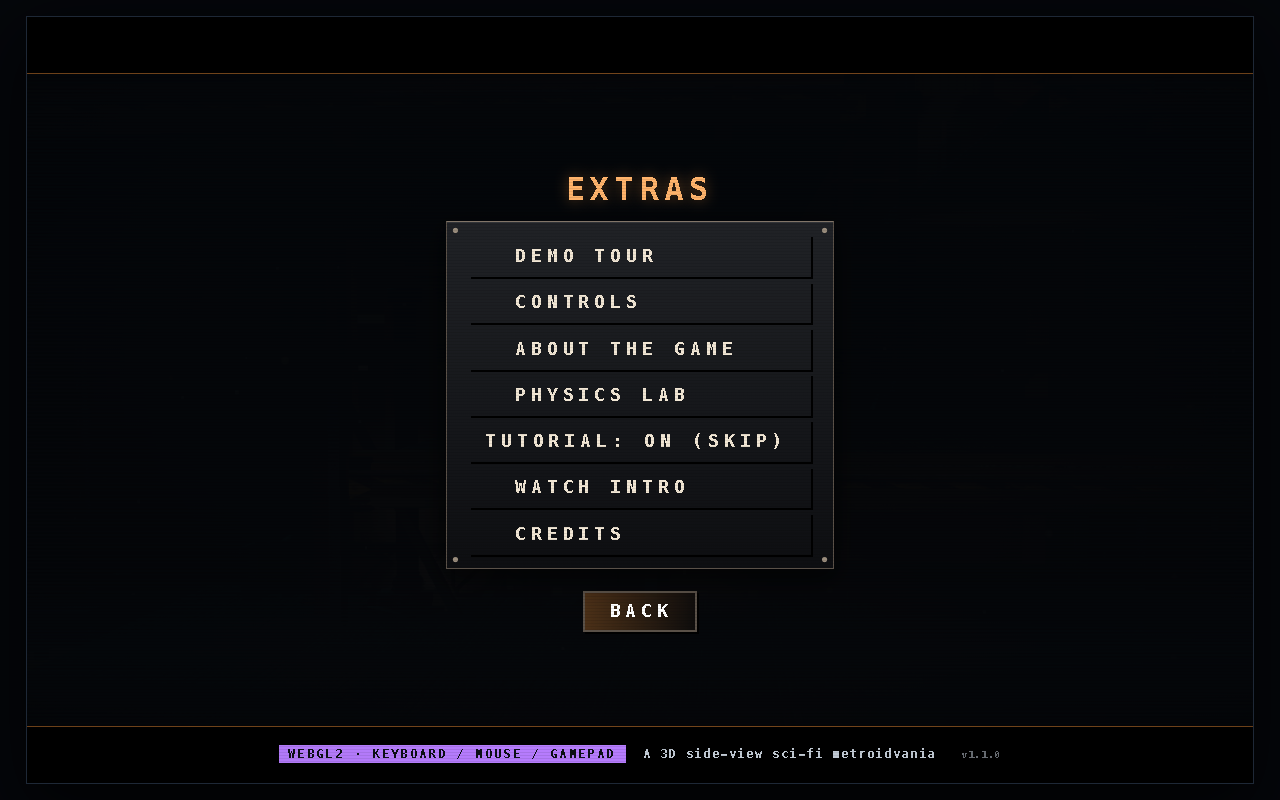 EXTRAS
DEMO TOUR
CONTROLS
ABOUT THE GAME
PHYSICS LAB
TUTORIAL: ON (SKIP)
WATCH INTRO
CREDITS
BACK
WEBGL2 · KEYBOARD / MOUSE / GAMEPAD A 3D side-view sci-fi ■etroidvania v1.1.0